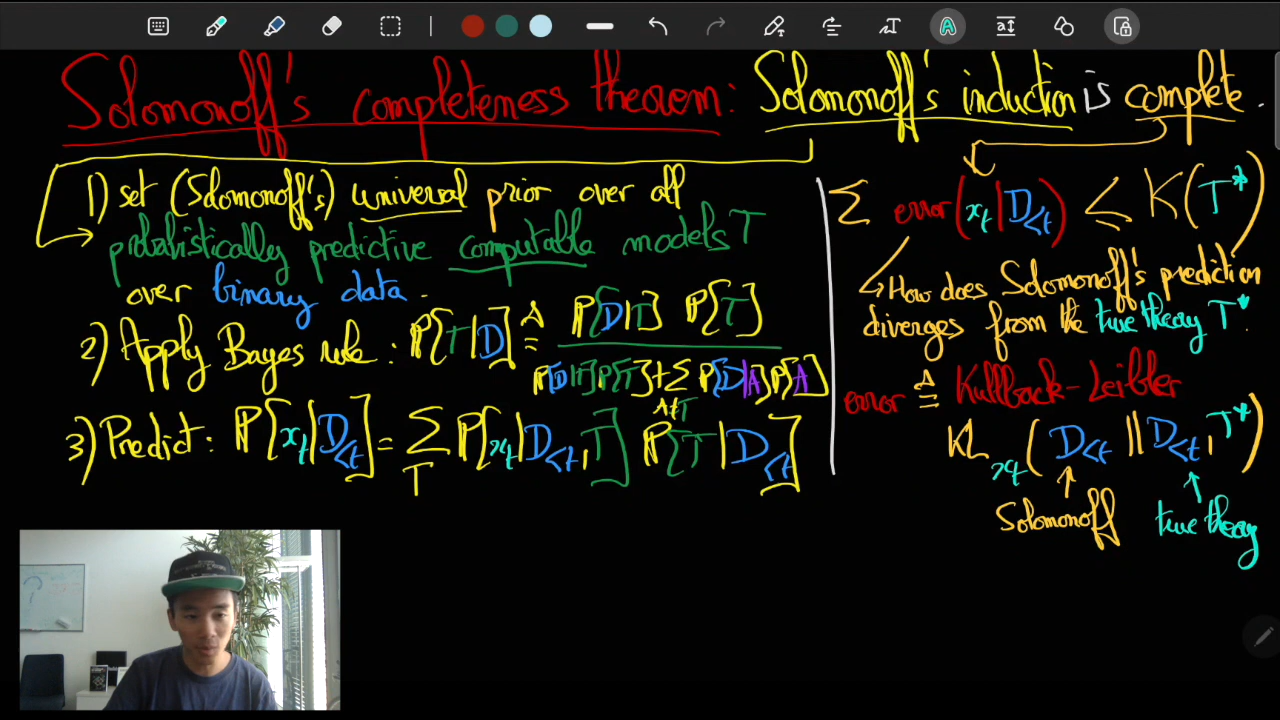 Solomonoff's completeness theorem: Solomonoff's induction is complete.
1) set (Solomonoff's) universal prior over all
probabistically predictive computable models T
over binary data.
2) Apply Bayes rule: P[T|D] ≜ P[D|T] P[T] / P[D|T]P[T]+∑ P[D|A]P[A]
A≠T
3) Predict: P[x_t|D_<t] = ∑ P[x_t|D_<t,T] P[T|D_<t]
T
∑ error(x_t|D_<t) ≤ K(T*)
How does Solomonoff's prediction
diverges from the true theory T*.
error ≜ Kullback-Leibler
KL_x_t (D_<t || D_<t, T*)
Solomonoff true theory